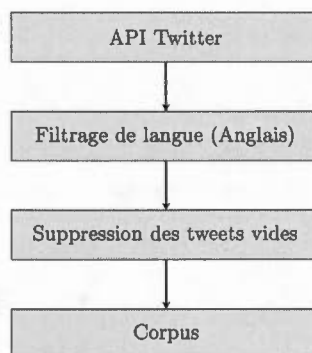 API Twitter
Filtrage de langue (Anglais)
Suppression des tweets vides
Corpus